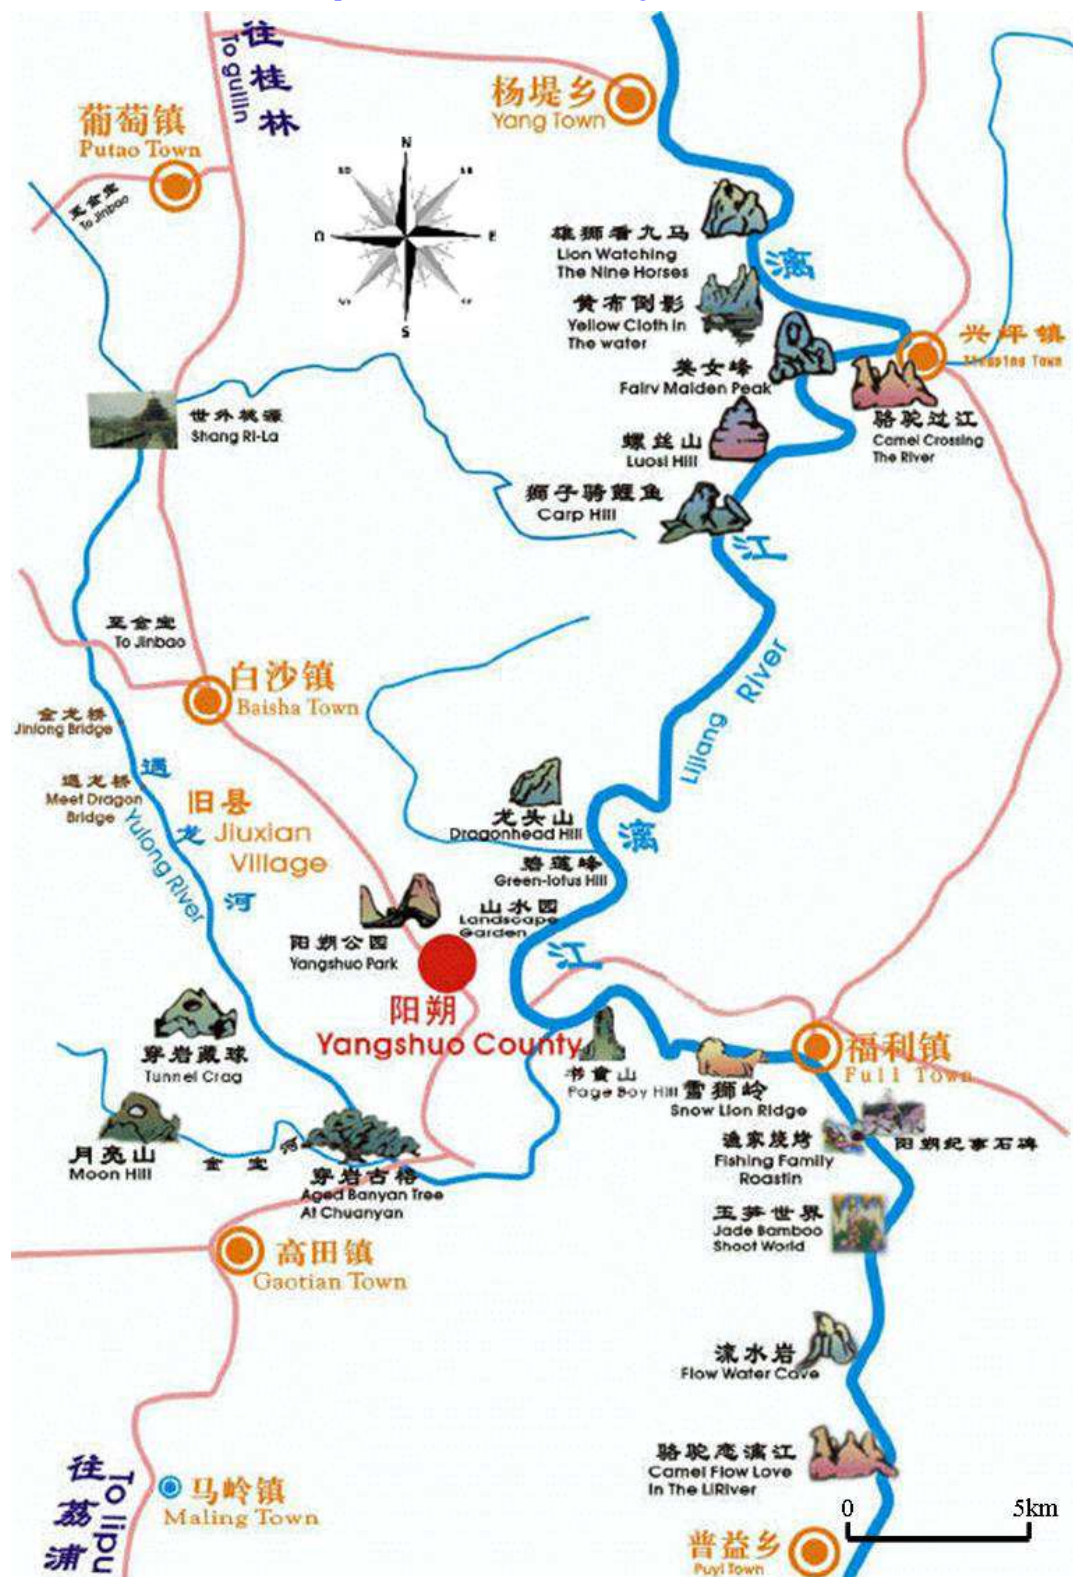 往桂林
To guilin
杨堤乡
Yang Town
葡萄镇
Putao Town
至金宝
To Jinbao
N
E
S
雄狮看九马
Lion Watching
The Nine Horses
漓
黄布倒影
Yellow Cloth In
The water
兴坪镇
美女峰
Fairy Maiden Peak
骆驼过江
Camel Crossing
The River
世外桃源
Shang Ri-La
螺丝山
Luosi Hill
狮子骑鲤鱼
Carp Hill
江
至金宝
To Jinbao
白沙镇
Baisha Town
Lijiang River
金龙桥
Jinlong Bridge
遇龙桥
Meet Dragon
Bridge
遇
龙
河
Yulong River
旧县
Jiuxian
Village
龙头山
Dragonhead Hill
漓
碧莲峰
Green-lotus Hill
山水园
Landscape
Garden
江
阳朔公园
Yangshuo Park
阳朔
Yangshuo County
穿岩藏球
Tunnel Crag
书童山
Page Boy Hill
福利镇
Fuli Town
雪狮岭
Snow Lion Ridge
月亮山
Moon Hill
金宝河
穿岩古榕
Aged Banyan Tree
At Chuanyan
渔家烧烤
Fishing Family
Roastin
阳朔纪事石碑
玉笋世界
Jade Bamboo
Shoot World
高田镇
Gaotian Town
流水岩
Flow Water Cave
骆驼恋漓江
Camel Flow Love
In The LiRiver
往荔浦
To lipu
马岭镇
Maling Town
0 5km
普益乡
Puyi Town